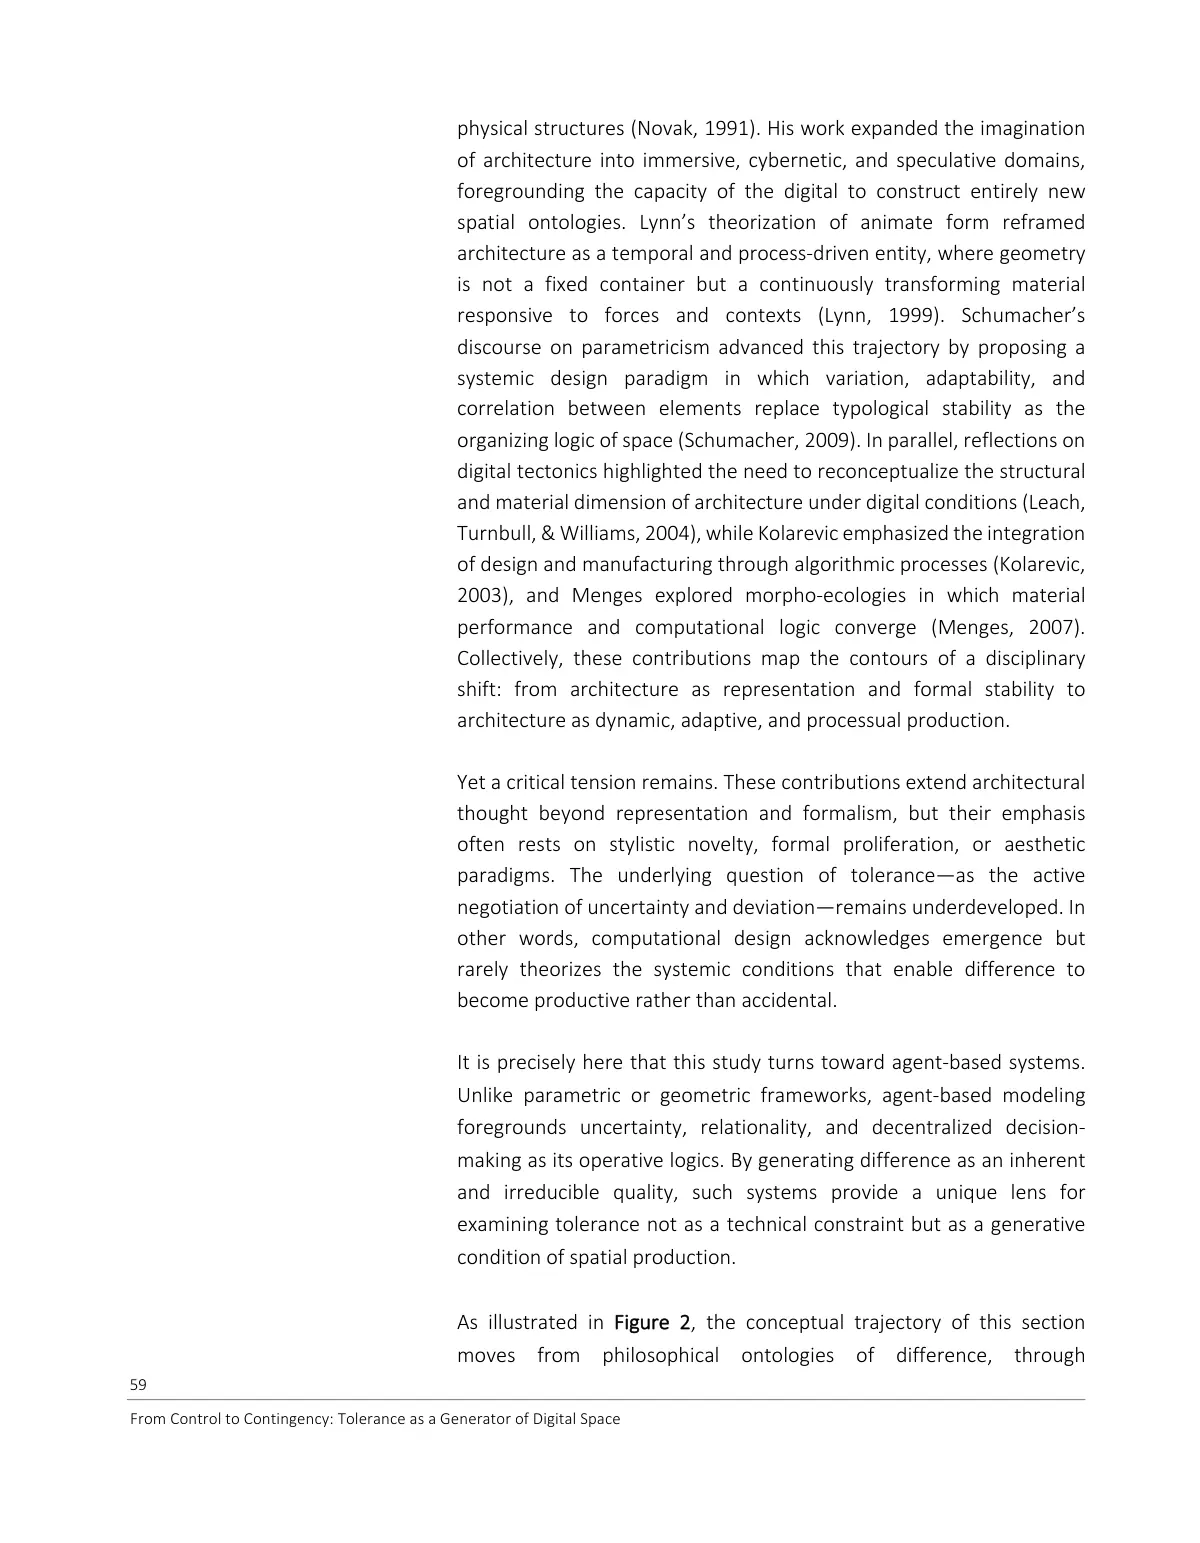 physical structures (Novak, 1991). His work expanded the imagination
of architecture into immersive, cybernetic, and speculative domains,
foregrounding the capacity of the digital to construct entirely new
spatial ontologies. Lynn’s theorization of animate form reframed
architecture as a temporal and process-driven entity, where geometry
is not a fixed container but a continuously transforming material
responsive to forces and contexts (Lynn, 1999). Schumacher’s
discourse on parametricism advanced this trajectory by proposing a
systemic design paradigm in which variation, adaptability, and
correlation between elements replace typological stability as the
organizing logic of space (Schumacher, 2009). In parallel, reflections on
digital tectonics highlighted the need to reconceptualize the structural
and material dimension of architecture under digital conditions (Leach,
Turnbull, & Williams, 2004), while Kolarevic emphasized the integration
of design and manufacturing through algorithmic processes (Kolarevic,
2003), and Menges explored morpho-ecologies in which material
performance and computational logic converge (Menges, 2007).
Collectively, these contributions map the contours of a disciplinary
shift: from architecture as representation and formal stability to
architecture as dynamic, adaptive, and processual production.
Yet a critical tension remains. These contributions extend architectural
thought beyond representation and formalism, but their emphasis
often rests on stylistic novelty, formal proliferation, or aesthetic
paradigms. The underlying question of tolerance—as the active
negotiation of uncertainty and deviation—remains underdeveloped. In
other words, computational design acknowledges emergence but
rarely theorizes the systemic conditions that enable difference to
become productive rather than accidental.
It is precisely here that this study turns toward agent-based systems.
Unlike parametric or geometric frameworks, agent-based modeling
foregrounds uncertainty, relationality, and decentralized decision-
making as its operative logics. By generating difference as an inherent
and irreducible quality, such systems provide a unique lens for
examining tolerance not as a technical constraint but as a generative
condition of spatial production.
As illustrated in Figure 2, the conceptual trajectory of this section
moves from philosophical ontologies of difference, through
59
From Control to Contingency: Tolerance as a Generator of Digital Space